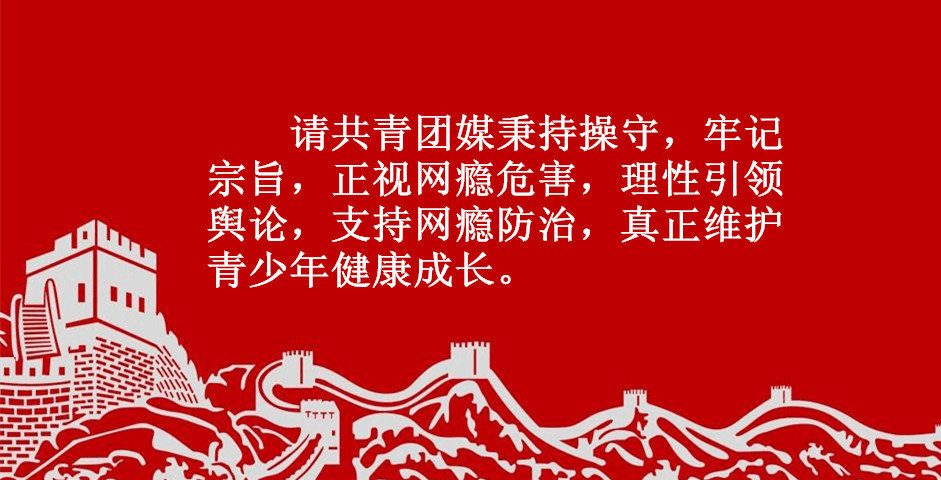 请共青团媒秉持操守，牢记
宗旨，正视网瘾危害，理性引领
舆论，支持网瘾防治，真正维护
青少年健康成长。